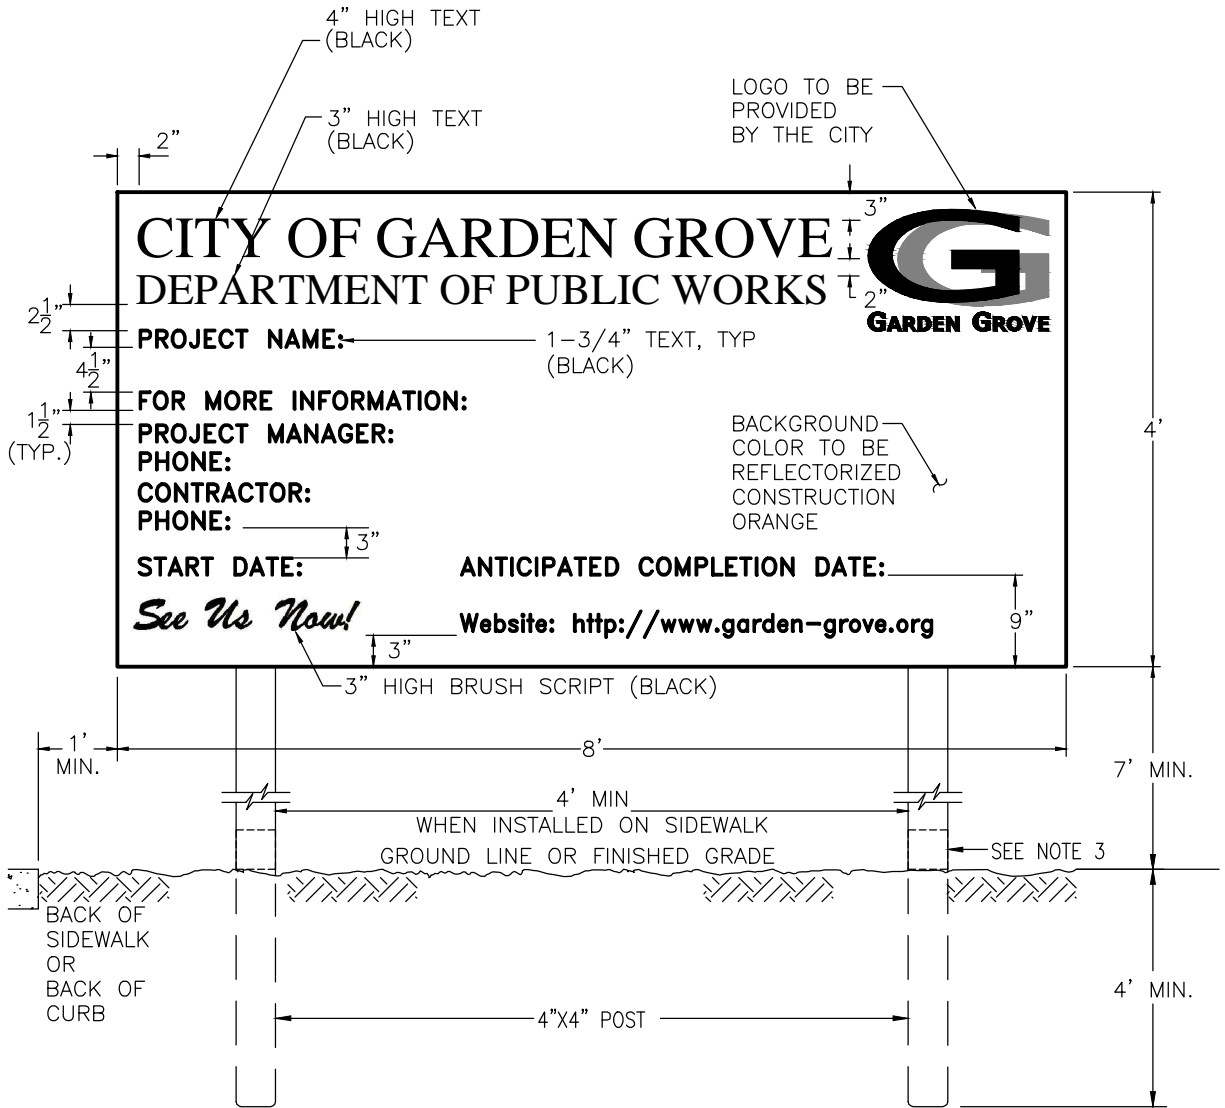 4" HIGH TEXT
(BLACK)
3" HIGH TEXT
(BLACK)
2"
LOGO TO BE
PROVIDED
BY THE CITY
3"
CITY OF GARDEN GROVE
DEPARTMENT OF PUBLIC WORKS
2"
GG
GARDEN GROVE
2 1/2"
PROJECT NAME:
1-3/4" TEXT, TYP
(BLACK)
4 1/2"
FOR MORE INFORMATION:
1 1/2"
(TYP.)
PROJECT MANAGER:
PHONE:
CONTRACTOR:
PHONE:
3"
BACKGROUND
COLOR TO BE
REFLECTORIZED
CONSTRUCTION
ORANGE
4'
START DATE:
ANTICIPATED COMPLETION DATE:
See Us Now!
Website: http://www.garden-grove.org
9"
3"
3" HIGH BRUSH SCRIPT (BLACK)
1'
MIN.
8'
7' MIN.
4' MIN
WHEN INSTALLED ON SIDEWALK
GROUND LINE OR FINISHED GRADE
SEE NOTE 3
BACK OF
SIDEWALK
OR
BACK OF
CURB
4"X4" POST
4' MIN.